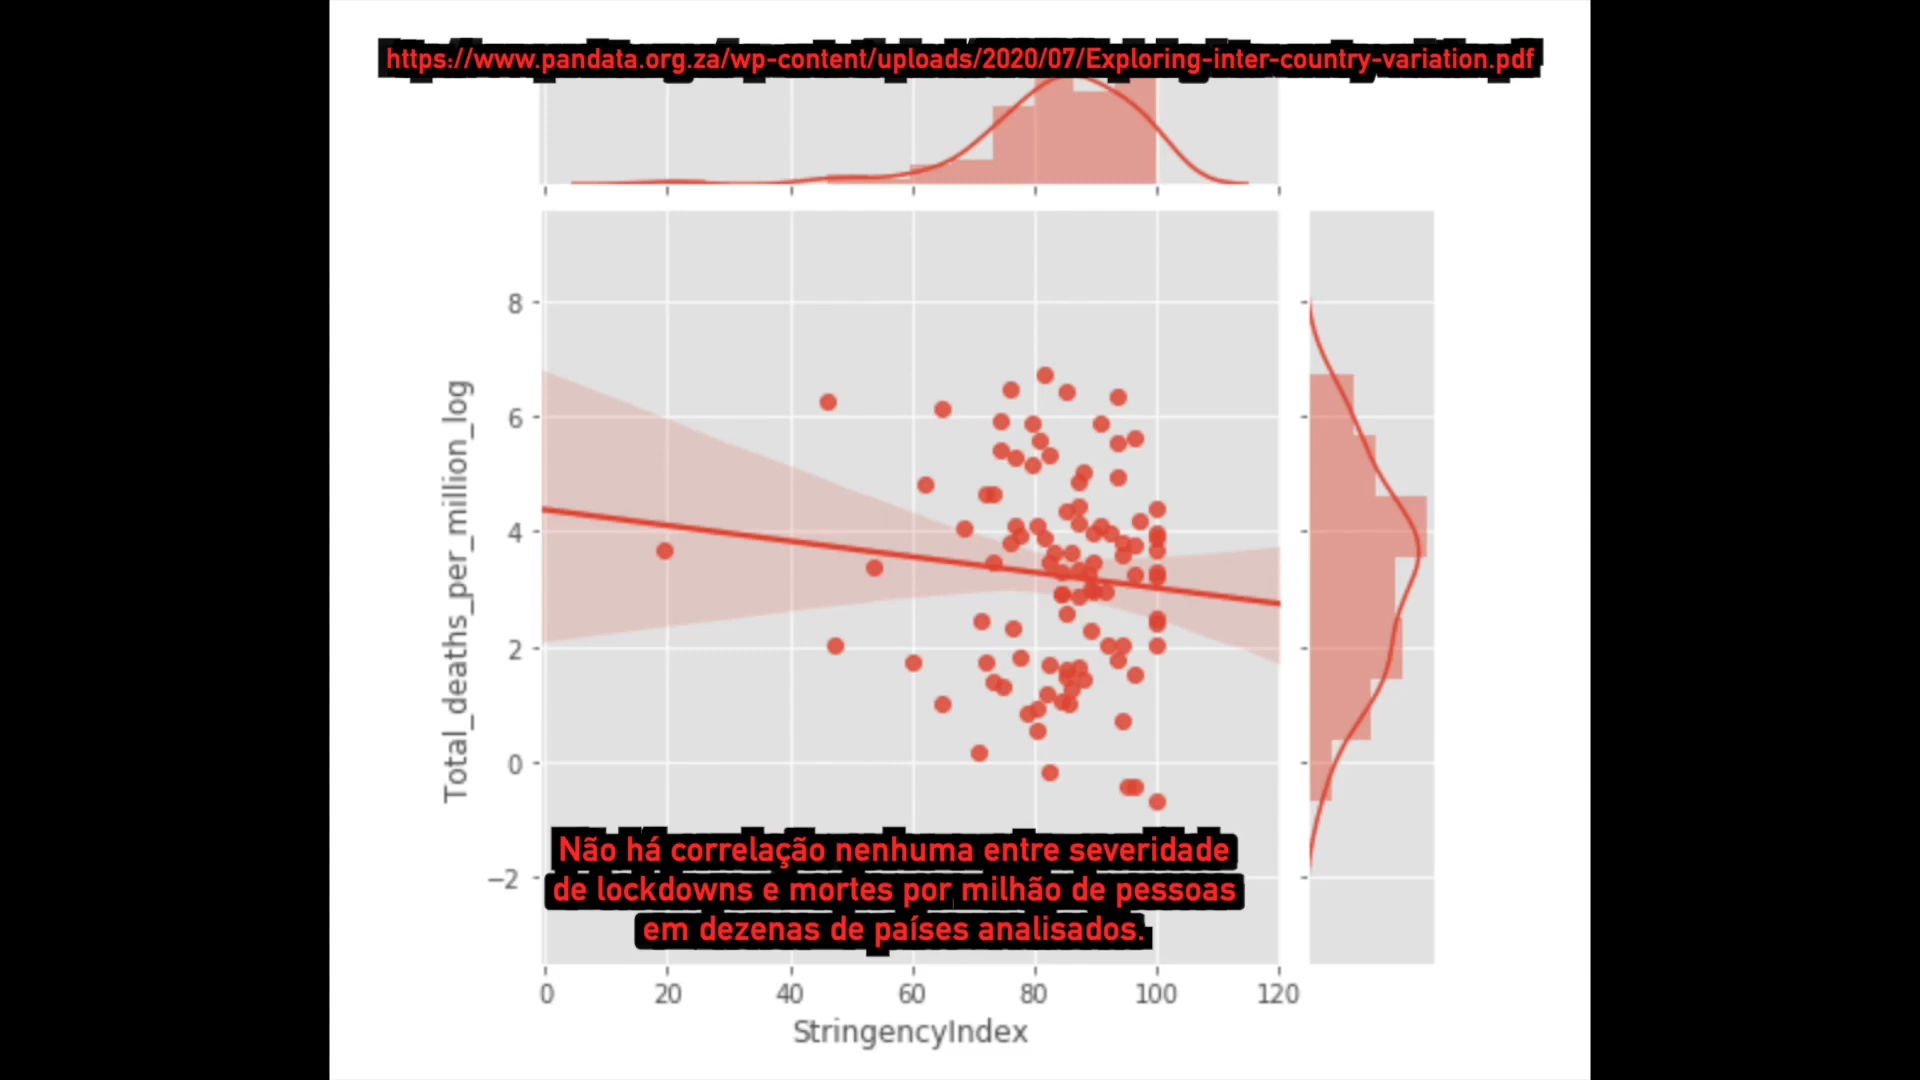 https://www.pandata.org.za/wp-content/uploads/2020/07/Exploring-inter-country-variation.pdf
8
6
4
2
0
−2
Total_deaths_per_million_log
Não há correlação nenhuma entre severidade
de lockdowns e mortes por milhão de pessoas
em dezenas de países analisados.
0 20 40 60 80 100 120
StringencyIndex